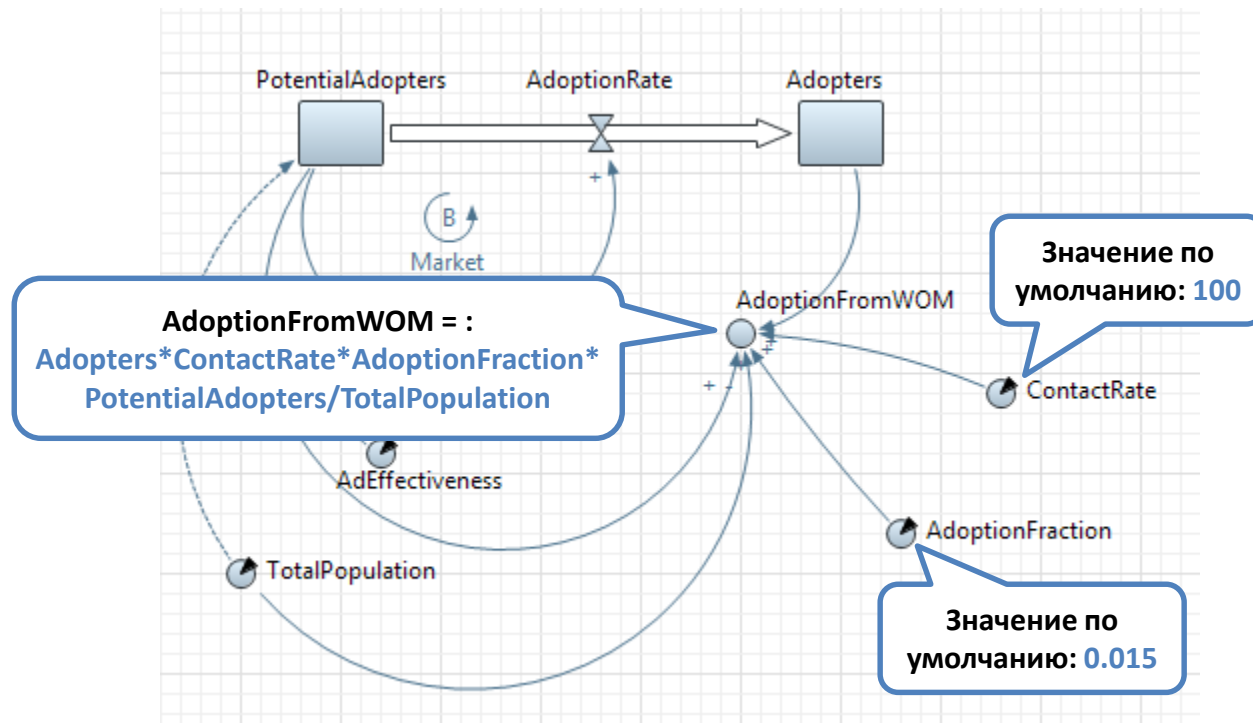 PotentialAdopters
AdoptionRate
Adopters
+
B
Market
Значение по
умолчанию: 100
AdoptionFromWOM
AdoptionFromWOM = :
Adopters*ContactRate*AdoptionFraction*
PotentialAdopters/TotalPopulation
+
+
+ -
ContactRate
AdEffectiveness
AdoptionFraction
TotalPopulation
Значение по
умолчанию: 0.015